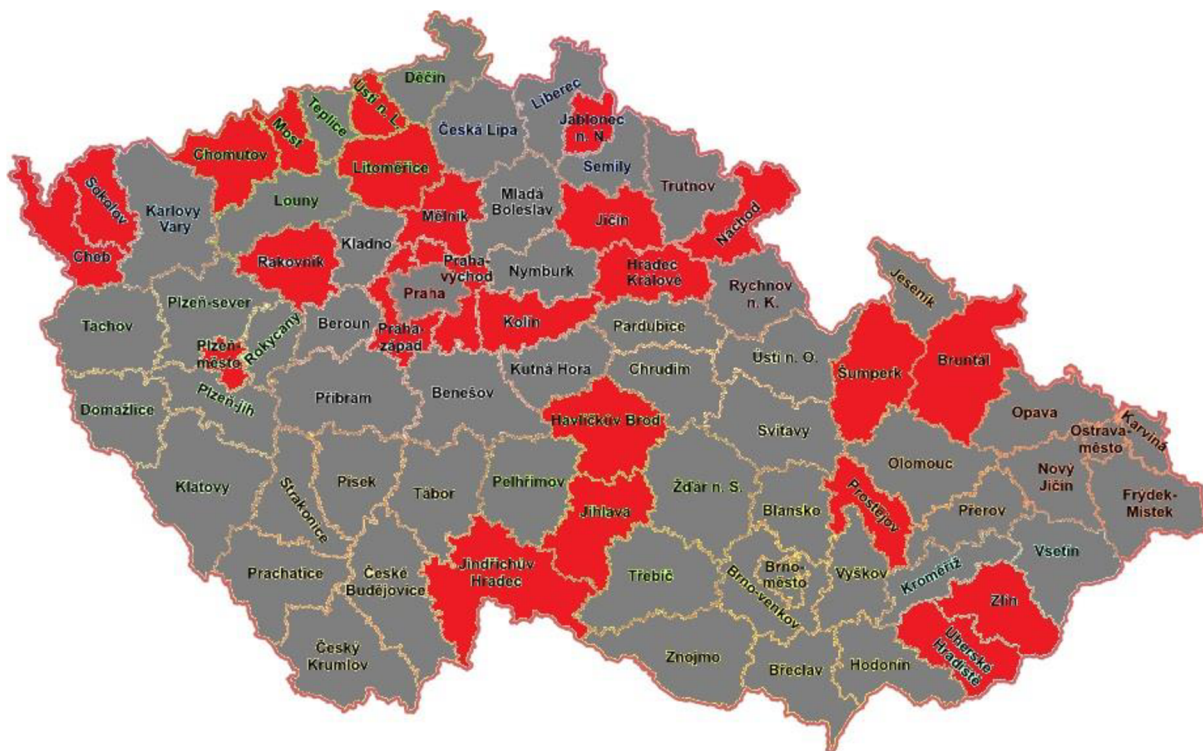 Děčín
Liberec
Ústí n. L.
Teplice
Most
Chomutov
Česká Lípa
Jablonec
n. N.
Semily
Litoměřice
Trutnov
Sokolov
Karlovy
Vary
Louny
Mladá
Boleslav
Mělník
Jičín
Náchod
Cheb
Kladno
Rakovník
Praha-
východ
Nymburk
Hradec
Králové
Rychnov
n. K.
Jeseník
Praha
Plzeň-sever
Tachov
Rokycany
Beroun
Praha-
západ
Kolín
Pardubice
Plzeň-
město
Ústí n. O.
Šumperk
Bruntál
Kutná Hora
Chrudim
Plzeň-jih
Domažlice
Příbram
Benešov
Havlíčkův Brod
Svitavy
Opava
Karviná
Ostrava-
město
Olomouc
Nový
Jičín
Frýdek-
Místek
Klatovy
Strakonice
Písek
Tábor
Pelhřimov
Žďár n. S.
Jihlava
Blansko
Prostějov
Přerov
Vsetín
Prachatice
České
Budějovice
Jindřichův
Hradec
Třebíč
Brno-
město
Brno-venkov
Vyškov
Kroměříž
Zlín
Uherské
Hradiště
Český
Krumlov
Znojmo
Břeclav
Hodonín